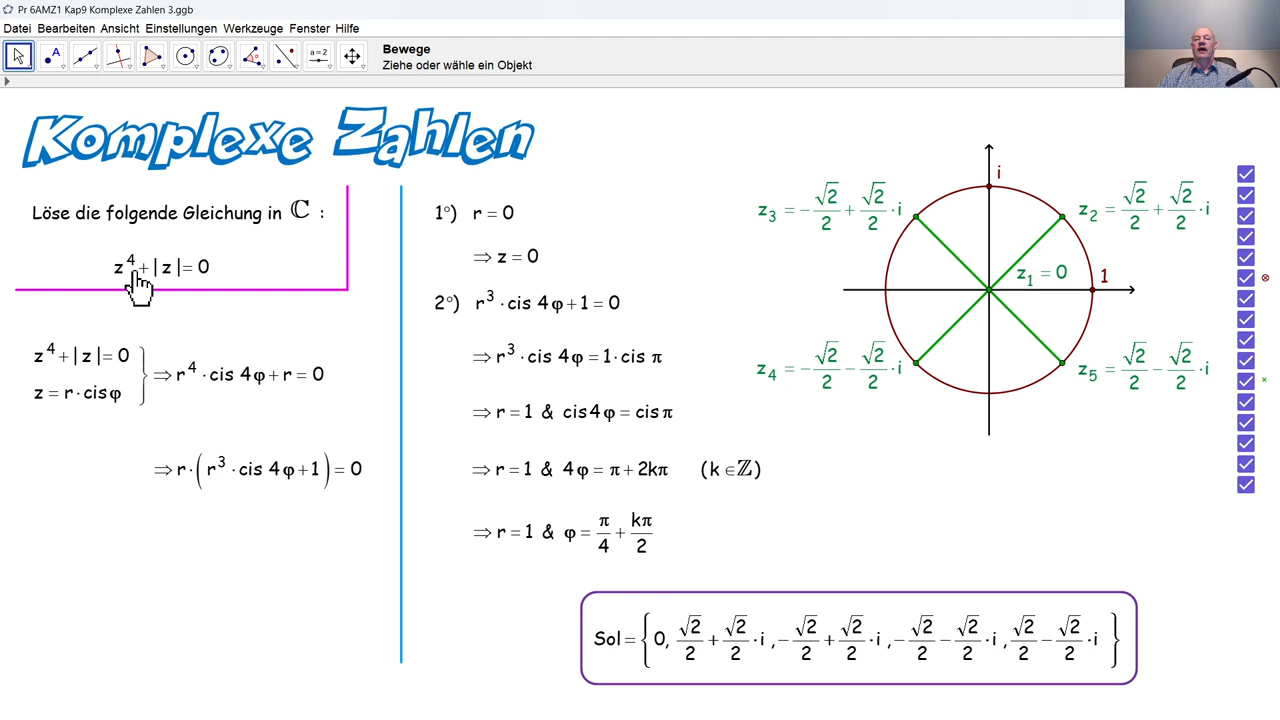 Pr 6AMZ1 Kap9 Komplexe Zahlen 3.ggb
Datei Bearbeiten Ansicht Einstellungen Werkzeuge Fenster Hilfe
A
a=2
Bewege
Ziehe oder wähle ein Objekt
Komplexe Zahlen
Löse die folgende Gleichung in ℂ :
z⁴+|z|=0
z⁴+|z|=0
z=r·cisφ
⇒r⁴·cis 4φ+r=0
⇒r·(r³·cis 4φ+1)=0
1°) r=0
⇒z=0
2°) r³·cis 4φ+1=0
⇒r³·cis 4φ=1·cis π
⇒r=1 & cis4φ=cisπ
⇒r=1 & 4φ=π+2kπ (k∈ℤ)
⇒r=1 & φ=π/4+kπ/2
i
z₃=-√2/2+√2/2·i
z₂=√2/2+√2/2·i
z₁=0
1
z₄=-√2/2-√2/2·i
z₅=√2/2-√2/2·i
Sol={0, √2/2+√2/2·i ,-√2/2+√2/2·i ,-√2/2-√2/2·i ,√2/2-√2/2·i }